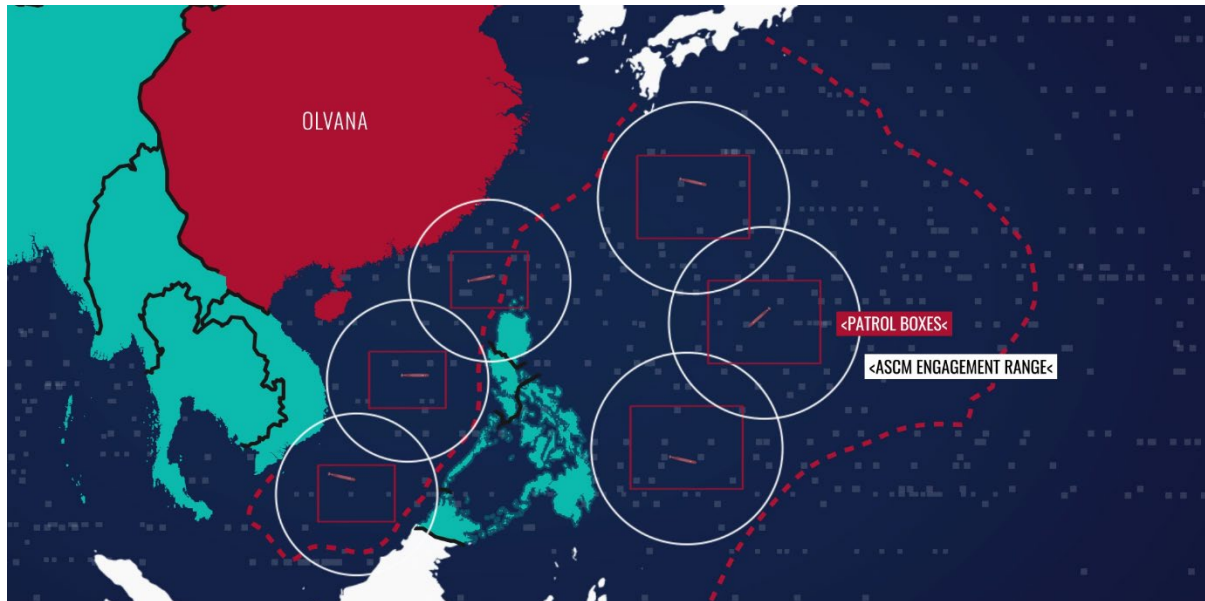 OLVANA
<PATROL BOXES<
<ASCM ENGAGEMENT RANGE<